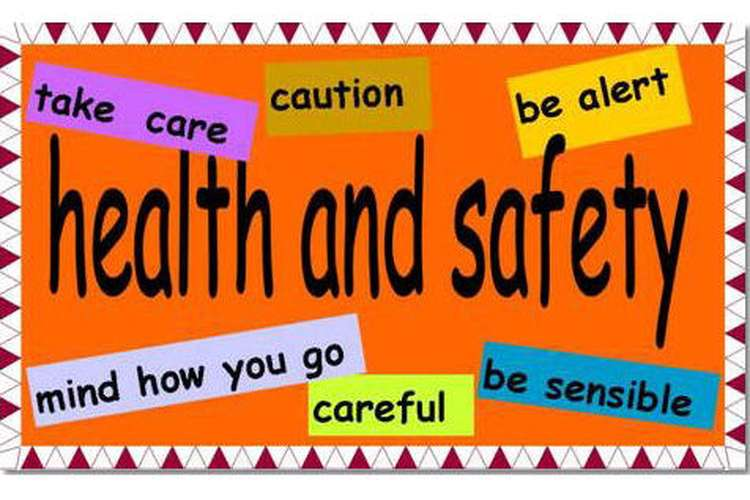 take care
caution
be alert
health and safety
mind how you go
careful
be sensible